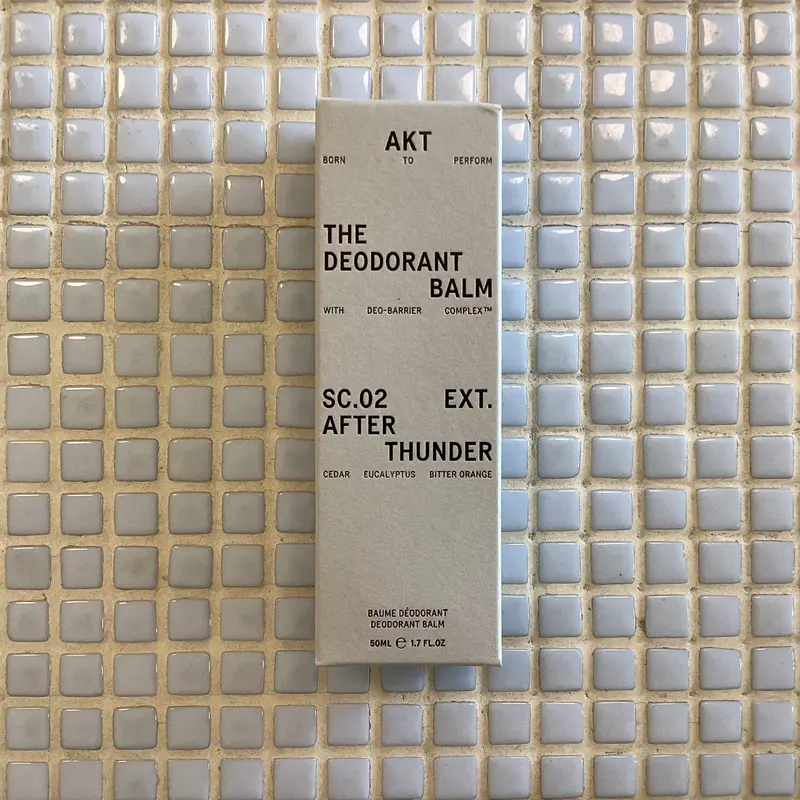 AKT
BORN TO PERFORM
THE
DEODORANT
BALM
WITH DEO-BARRIER COMPLEX™
SC.02 EXT.
AFTER
THUNDER
CEDAR EUCALYPTUS BITTER ORANGE
BAUME DÉODORANT
DEODORANT BALM
50ML ℮ 1.7 FL.OZ